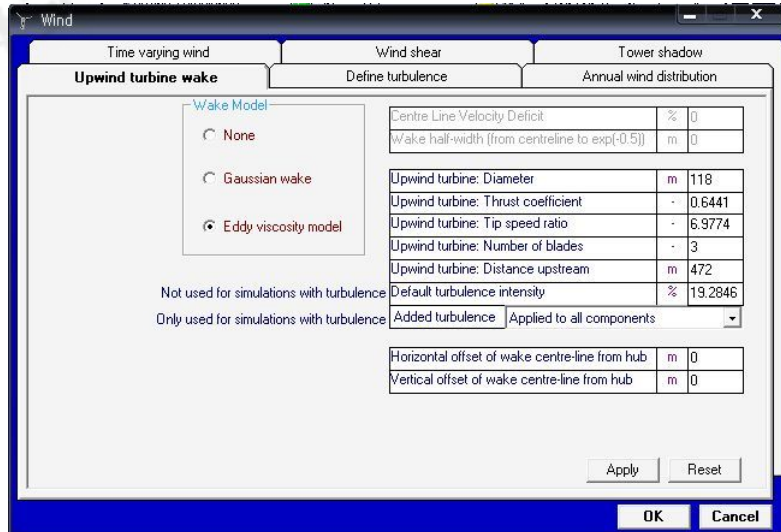 Wind
Time varying wind
Wind shear
Tower shadow
Upwind turbine wake
Define turbulence
Annual wind distribution
Wake Model
None
Gaussian wake
Eddy viscosity model
Centre Line Velocity Deficit % 0
Wake half-width (from centreline to exp(-0.5)) m 0
Upwind turbine: Diameter m 118
Upwind turbine: Thrust coefficient - 0.6441
Upwind turbine: Tip speed ratio - 6.9774
Upwind turbine: Number of blades - 3
Upwind turbine: Distance upstream m 472
Not used for simulations with turbulence Default turbulence intensity % 19.2846
Only used for simulations with turbulence Added turbulence Applied to all components
Horizontal offset of wake centre-line from hub m 0
Vertical offset of wake centre-line from hub m 0
Apply Reset
OK Cancel